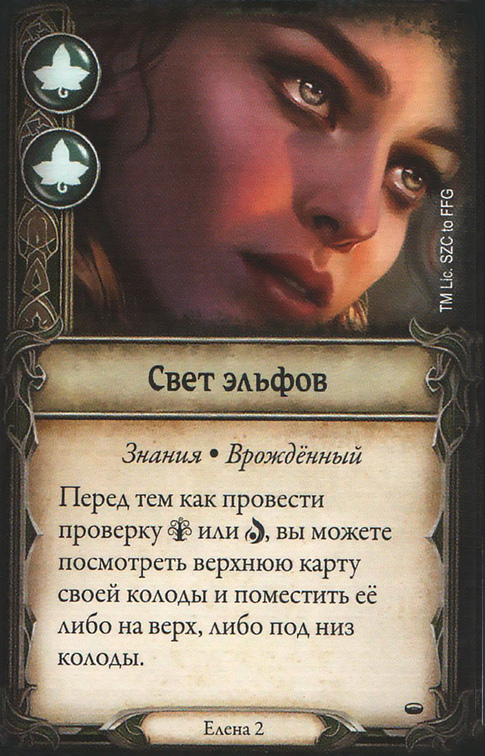 TM Lic. SZC to FFG
Свет эльфов
Знания • Врождённый
Перед тем как провести
проверку или , вы можете
посмотреть верхнюю карту
своей колоды и поместить её
либо на верх, либо под низ
колоды.
Елена 2